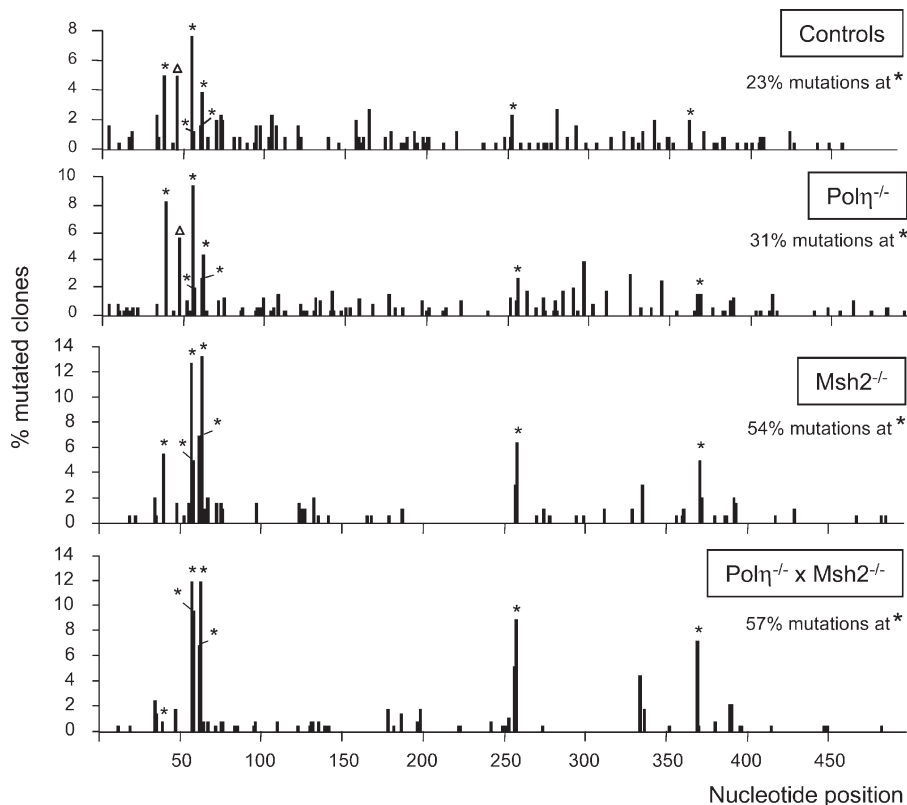 Controls
23% mutations at *
8
6
4
2
0
* △ * * * * * *
Polη-/-
31% mutations at *
10
8
6
4
2
0
* △ * * * * * *
Msh2-/-
54% mutations at *
14
12
10
8
6
4
2
0
* * * * * * *
Polη-/- x Msh2-/-
57% mutations at *
14
12
10
8
6
4
2
0
* * * * * * *
50 100 150 200 250 300 350 400 450
Nucleotide position
% mutated clones